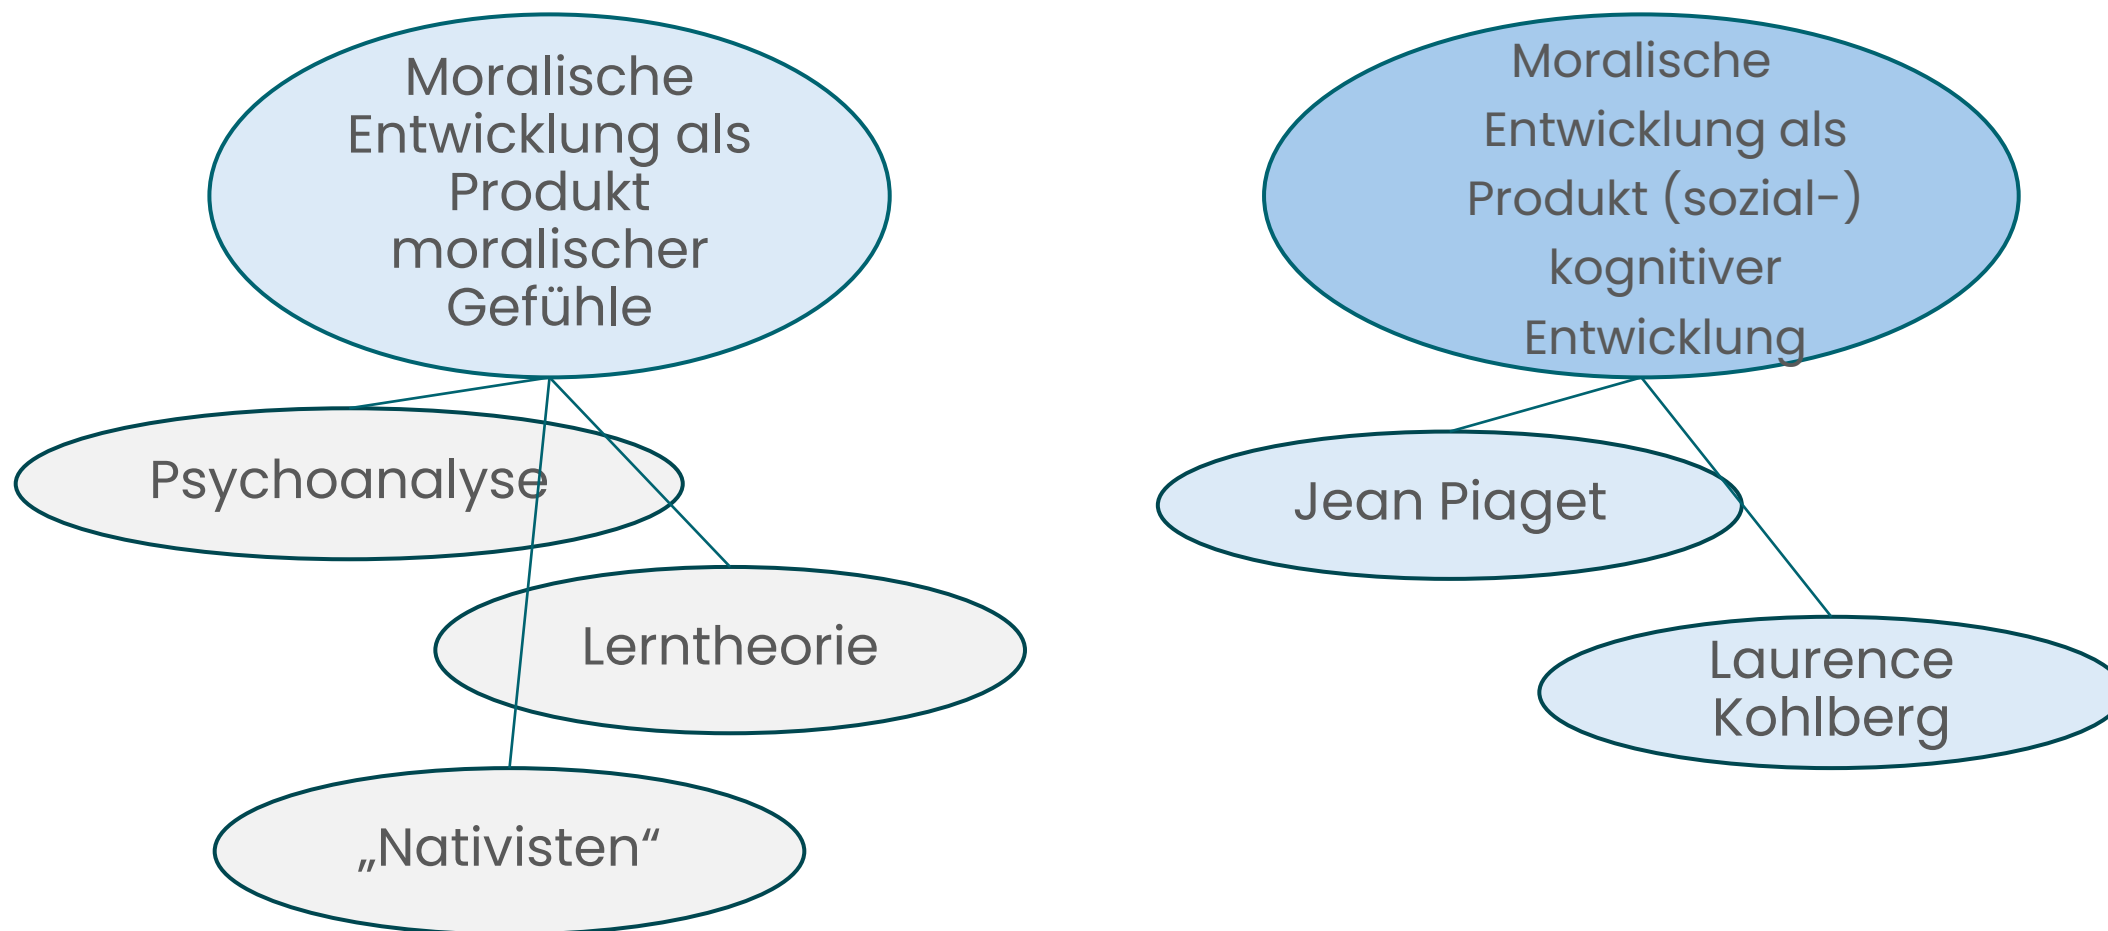 Moralische
Entwicklung als
Produkt
moralischer
Gefühle
Moralische
Entwicklung als
Produkt (sozial-)
kognitiver
Entwicklung
Psychoanalyse
Lerntheorie
„Nativisten“
Jean Piaget
Laurence
Kohlberg